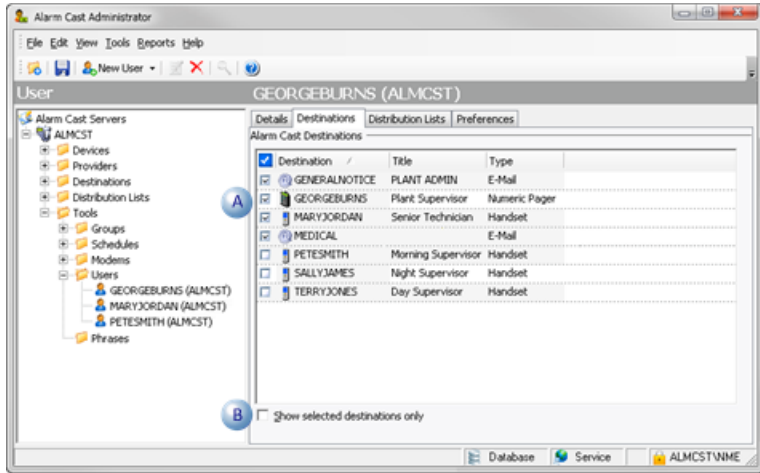 Alarm Cast Administrator
File Edit View Tools Reports Help
New User
User GEORGEBURNS (ALMCST)
Alarm Cast Servers
ALMCST
Devices
Providers
Destinations
Distribution Lists
Tools
Groups
Schedules
Modems
Users
GEORGEBURNS (ALMCST)
MARYJORDAN (ALMCST)
PETESMITH (ALMCST)
Phrases
Details Destinations Distribution Lists Preferences
Alarm Cast Destinations
Destination / Title Type
GENERALNOTICE PLANT ADMIN E-Mail
A
GEORGEBURNS Plant Supervisor Numeric Pager
MARYJORDAN Senior Technician Handset
MEDICAL E-Mail
PETESMITH Morning Supervisor Handset
SALLYJAMES Night Supervisor Handset
TERRYJONES Day Supervisor Handset
B
Show selected destinations only
Database Service ALMCST\NME